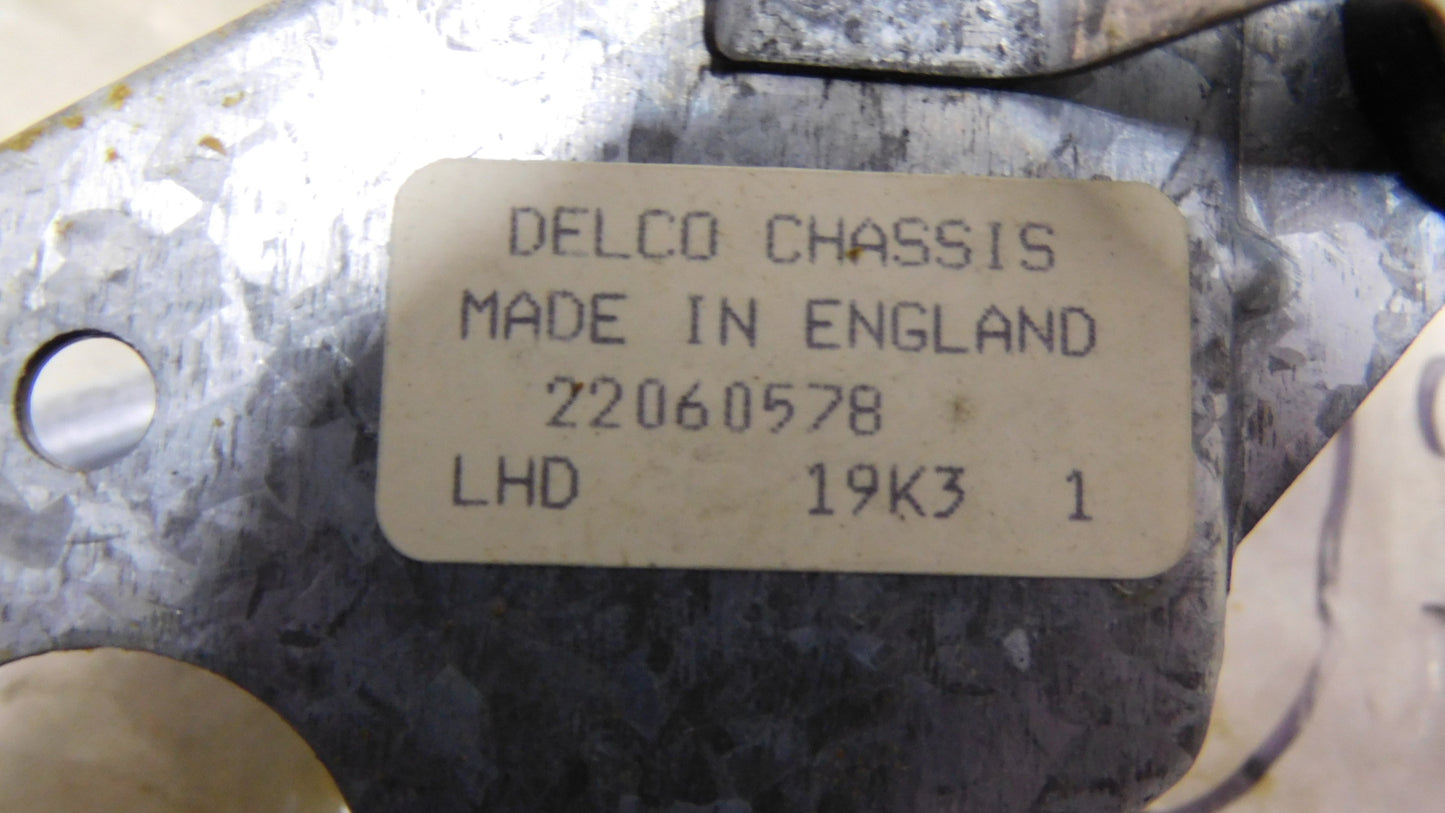 DELCO CHASSIS
MADE IN ENGLAND
22060578
LHD 19K3 1